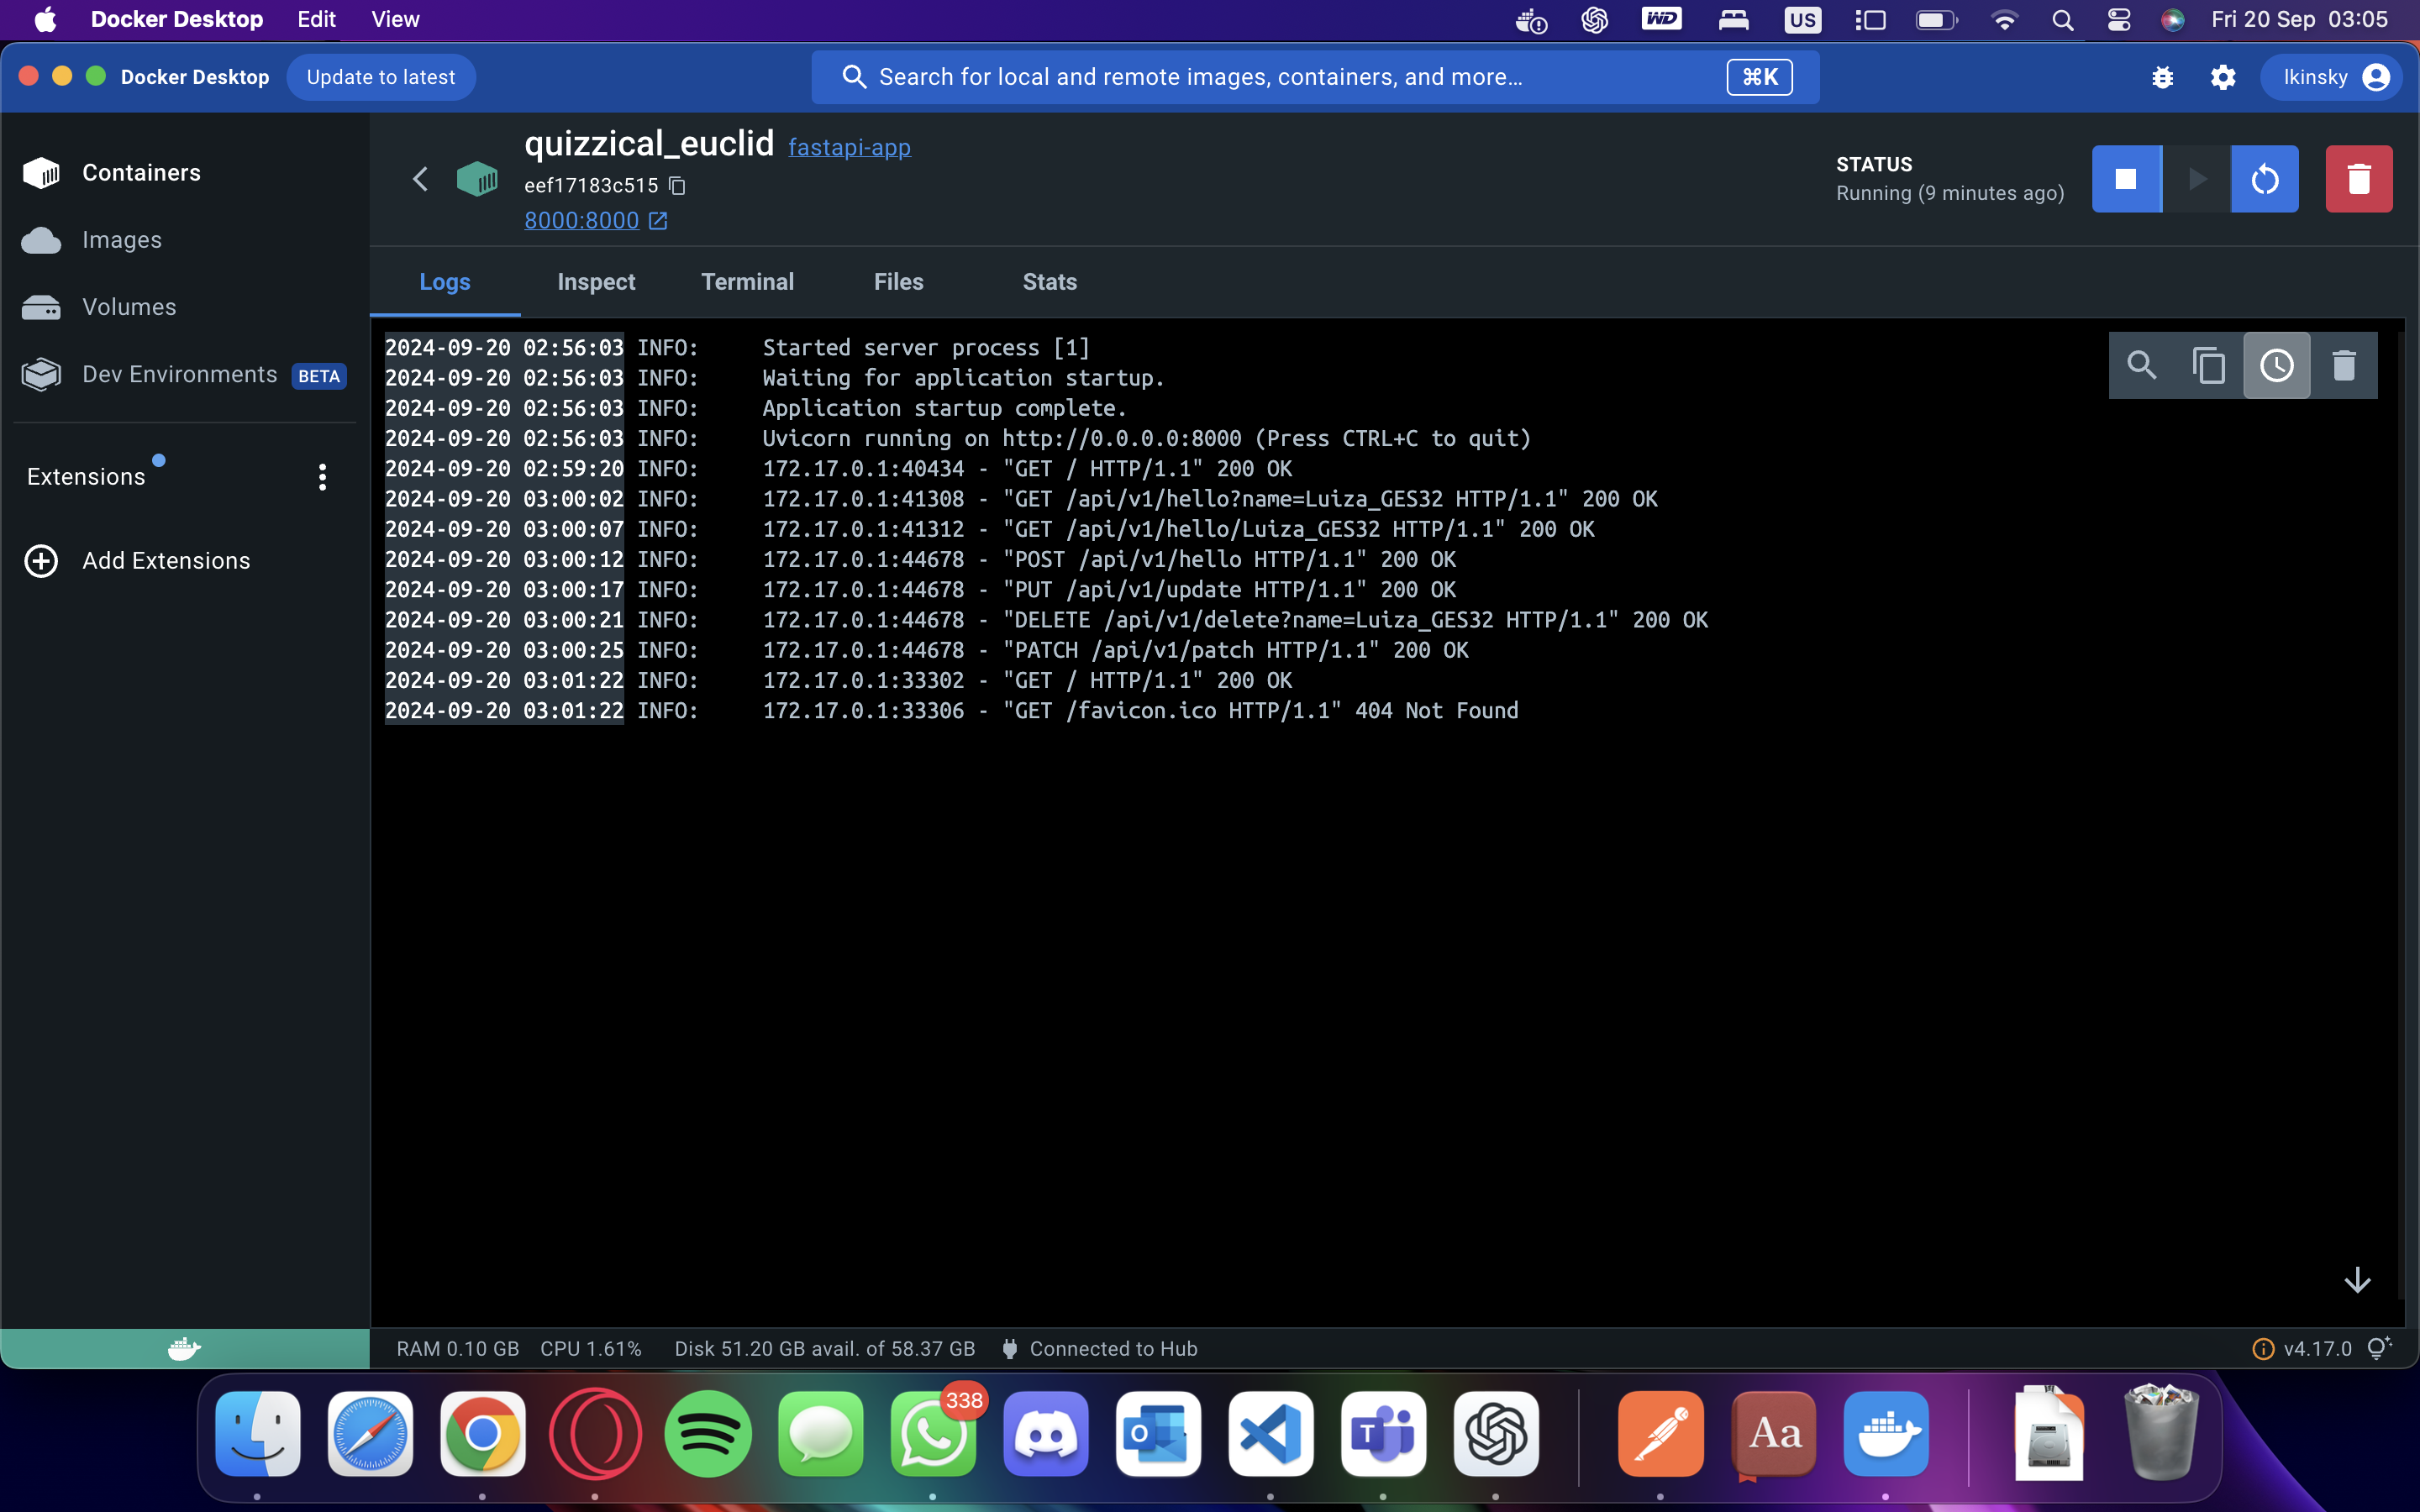 Docker Desktop Edit View WD US Fri 20 Sep 03:05
Docker Desktop Update to latest Search for local and remote images, containers, and more... ⌘K lkinsky
Containers
Images
Volumes
Dev Environments BETA
Extensions
Add Extensions
quizzical_euclid fastapi-app
eef17183c515
8000:8000
STATUS
Running (9 minutes ago)
Logs Inspect Terminal Files Stats
2024-09-20 02:56:03 INFO: Started server process [1]
2024-09-20 02:56:03 INFO: Waiting for application startup.
2024-09-20 02:56:03 INFO: Application startup complete.
2024-09-20 02:56:03 INFO: Uvicorn running on http://0.0.0.0:8000 (Press CTRL+C to quit)
2024-09-20 02:59:20 INFO: 172.17.0.1:40434 - "GET / HTTP/1.1" 200 OK
2024-09-20 03:00:02 INFO: 172.17.0.1:41308 - "GET /api/v1/hello?name=Luiza_GES32 HTTP/1.1" 200 OK
2024-09-20 03:00:07 INFO: 172.17.0.1:41312 - "GET /api/v1/hello/Luiza_GES32 HTTP/1.1" 200 OK
2024-09-20 03:00:12 INFO: 172.17.0.1:44678 - "POST /api/v1/hello HTTP/1.1" 200 OK
2024-09-20 03:00:17 INFO: 172.17.0.1:44678 - "PUT /api/v1/update HTTP/1.1" 200 OK
2024-09-20 03:00:21 INFO: 172.17.0.1:44678 - "DELETE /api/v1/delete?name=Luiza_GES32 HTTP/1.1" 200 OK
2024-09-20 03:00:25 INFO: 172.17.0.1:44678 - "PATCH /api/v1/patch HTTP/1.1" 200 OK
2024-09-20 03:01:22 INFO: 172.17.0.1:33302 - "GET / HTTP/1.1" 200 OK
2024-09-20 03:01:22 INFO: 172.17.0.1:33306 - "GET /favicon.ico HTTP/1.1" 404 Not Found
RAM 0.10 GB CPU 1.61% Disk 51.20 GB avail. of 58.37 GB Connected to Hub v4.17.0
338
O T Aa